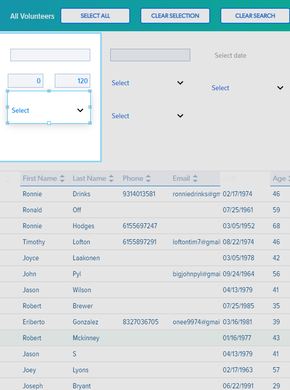 All Volunteers SELECT ALL CLEAR SELECTION CLEAR SEARCH
Select date
0 120 Select Select
Select
Select
First Name Last Name Phone Email Age
Ronnie Drinks 9314013581 ronniedrinks@gm 02/17/1974 46
Ronald Off 07/25/1961 59
Ronnie Hodges 6155697247 03/05/1952 68
Timothy Lofton 6155897291 loftontim7@gmai 08/22/1974 46
Joyce Laakonen 03/05/1978 42
John Pyl bigjohnpyl@gmai 09/24/1964 56
Jason Wilson 04/13/1979 41
Robert Brewer 07/25/1985 35
Eriberto Gonzalez 8327036705 onee9974@gmai 03/16/1981 39
Robert Mckinney 01/16/1977 43
Jason S 04/13/1979 41
Joey Lyons 02/17/1963 57
Joseph Bryant 06/22/1991 29